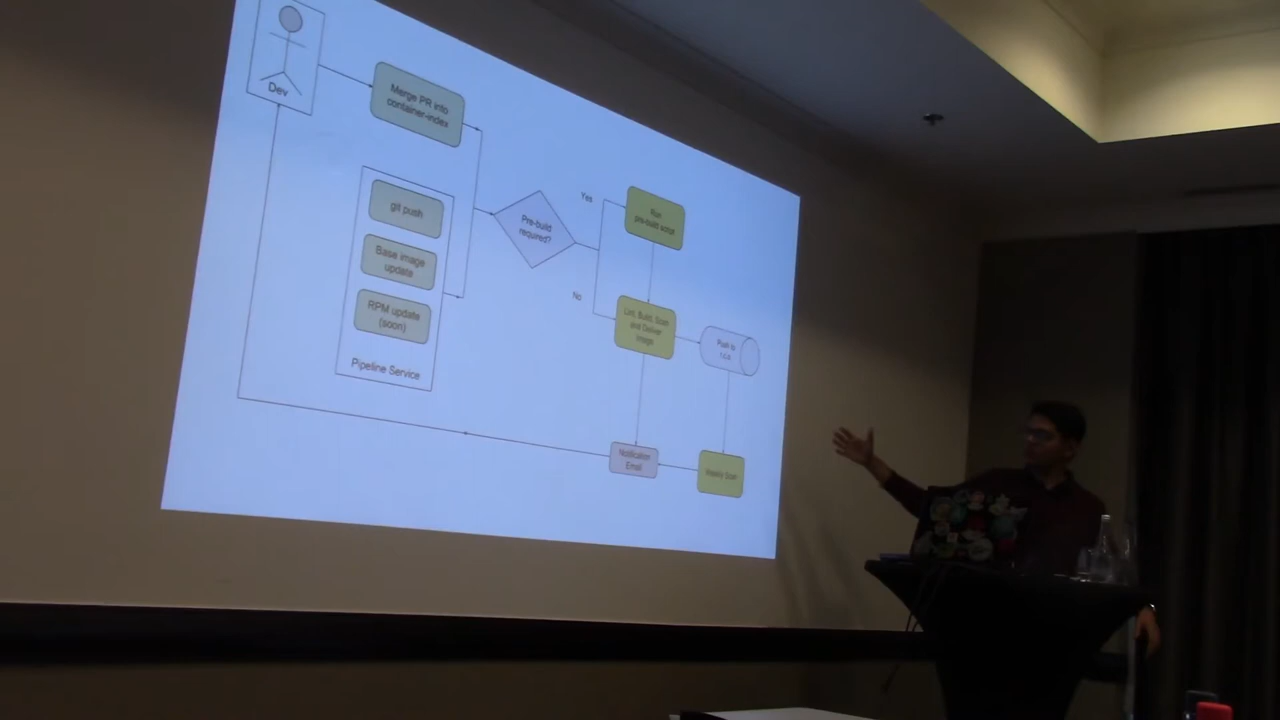 Dev
Merge PR into
container-index
git push
Base image
update
RPM update
(soon)
Pipeline Service
Pre-build
required?
Yes
No
Run
pre-build script
Lint, Build, Scan
and Deliver
Image
Push to
r.c.o
Notification
Email
Weekly Scan